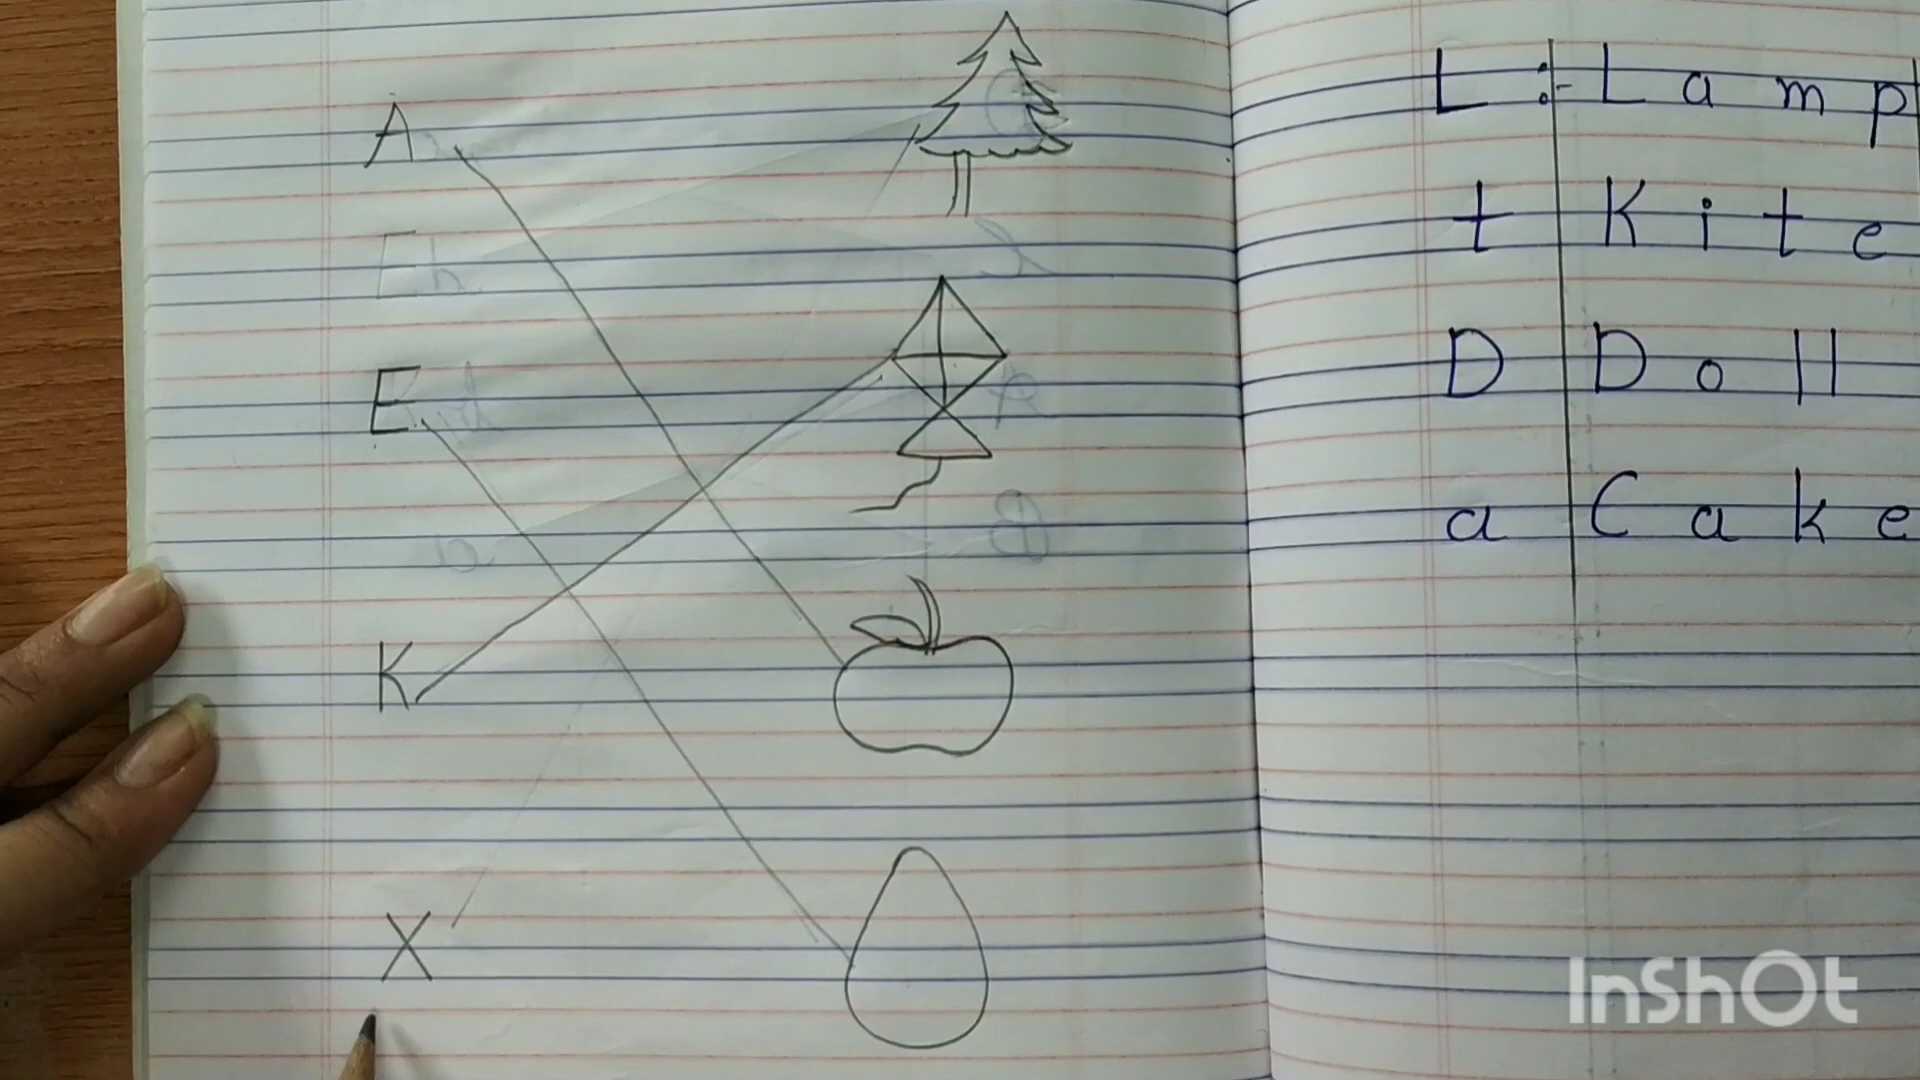 A
E
K
X
L :- Lamp
t Kite
D Doll
a Cake
InShOt